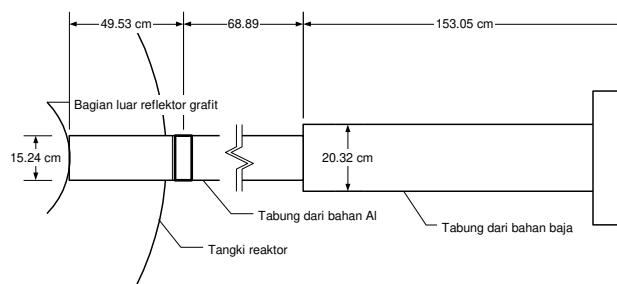 49.53 cm
68.89
153.05 cm
Bagian luar reflektor grafit
15.24 cm
20.32 cm
Tabung dari bahan Al
Tabung dari bahan baja
Tangki reaktor